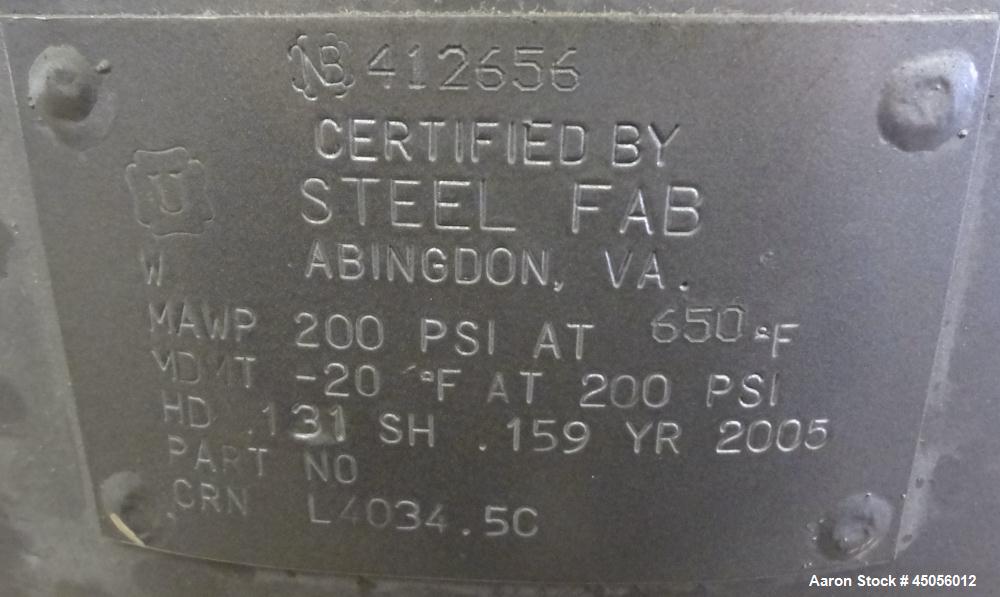 NB 412656
CERTIFIED BY
STEEL FAB
U
W
ABINGDON, VA.
MAWP 200 PSI AT 650 °F
MDMT -20 °F AT 200 PSI
HD .131 SH .159 YR 2005
PART NO
CRN L4034.5C
Aaron Stock # 45056012